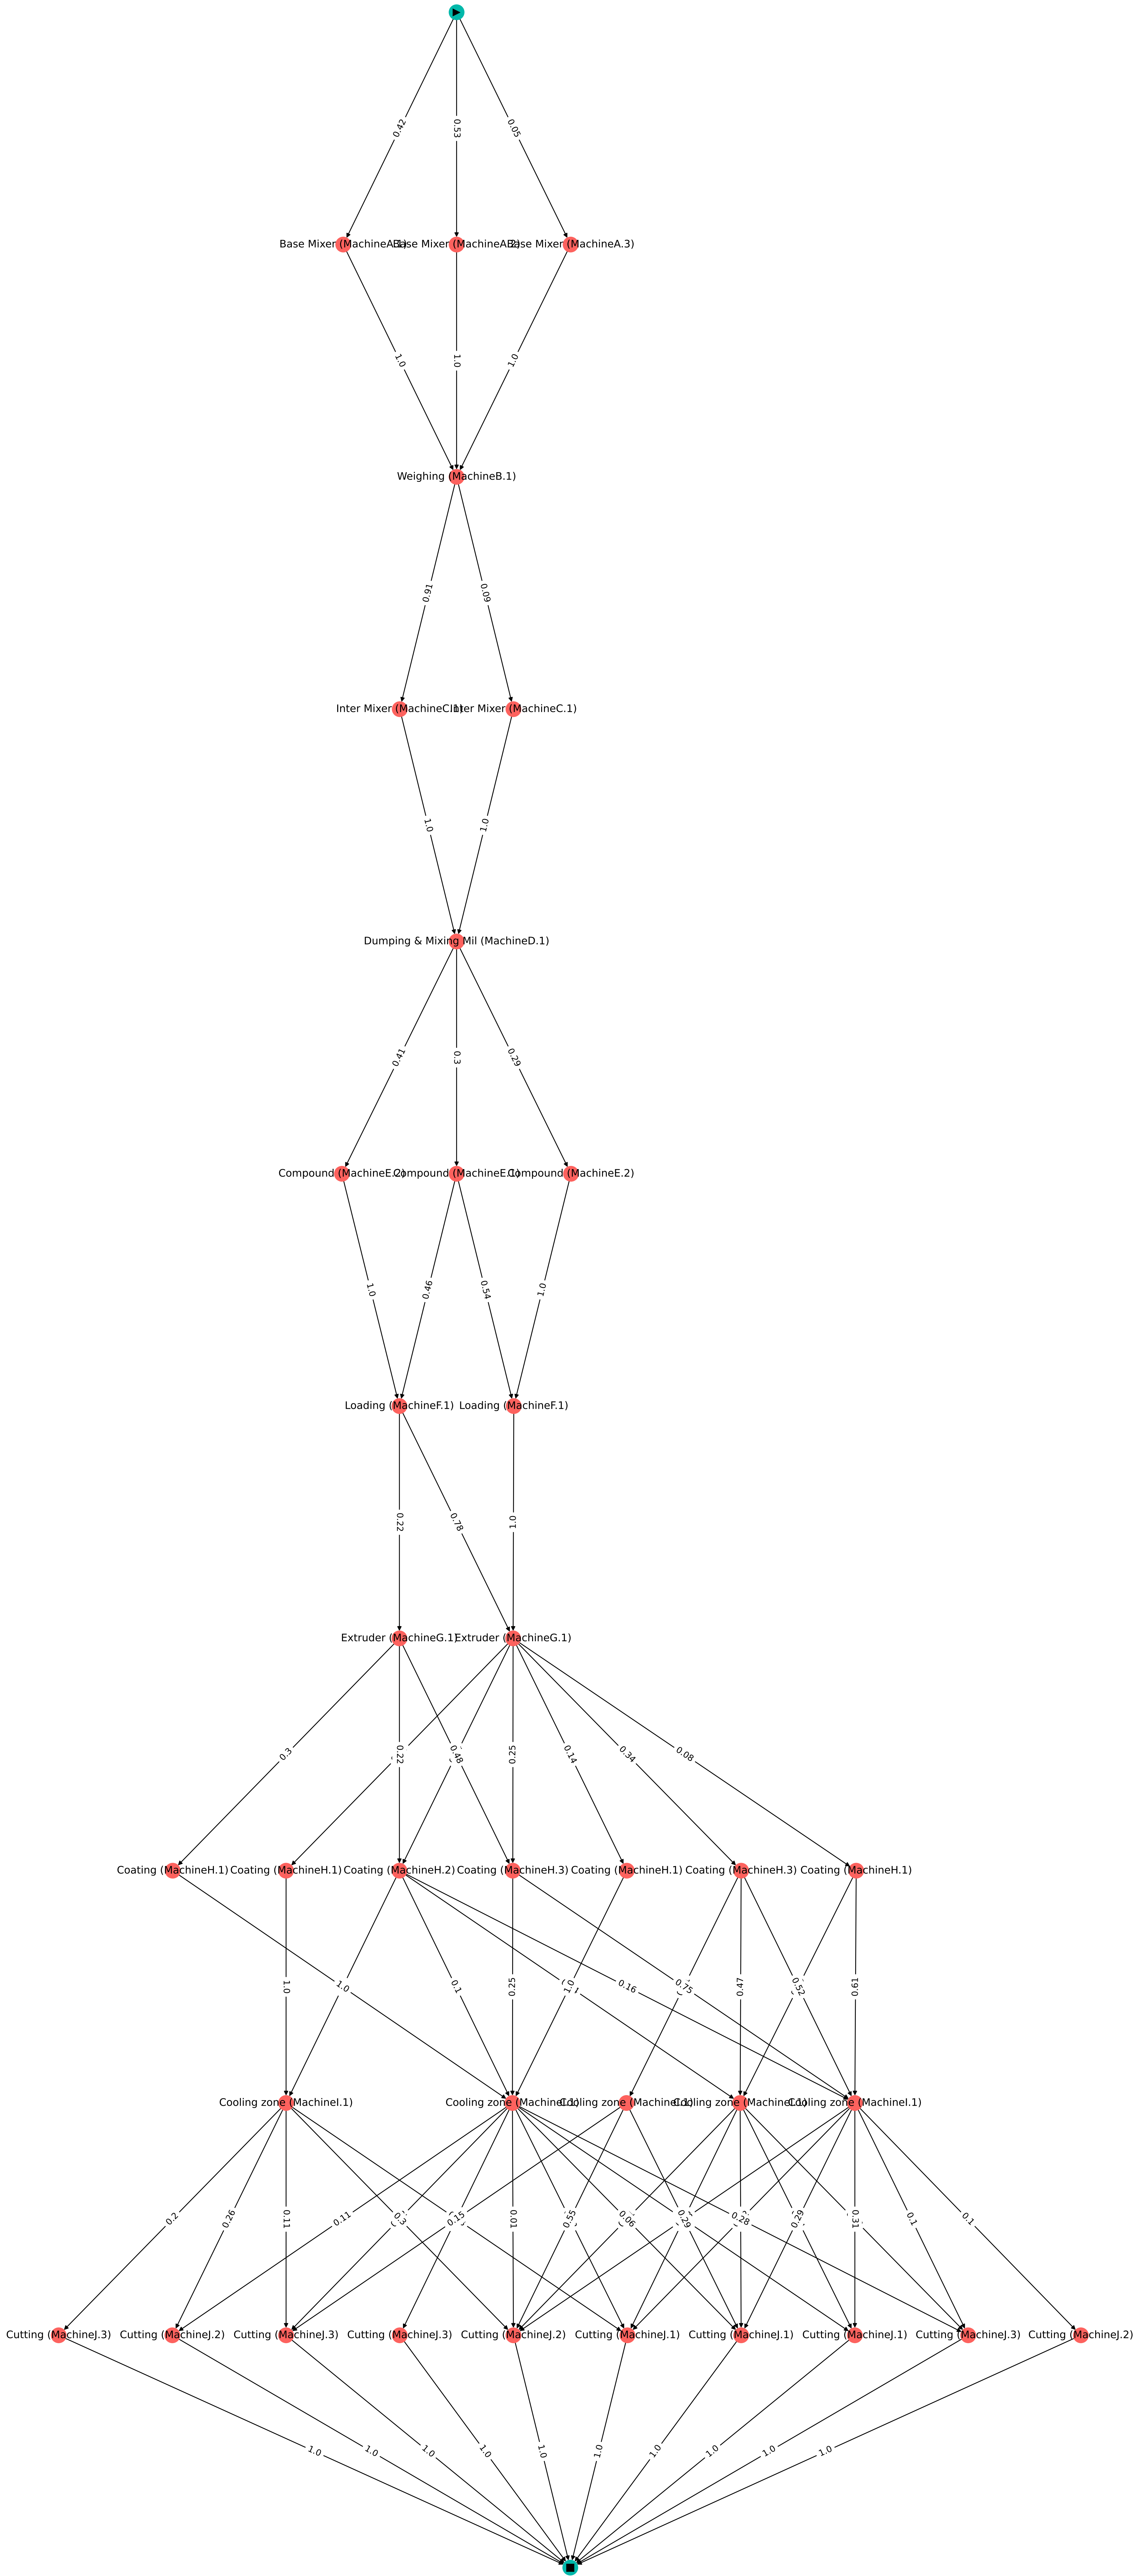 0.42
0.53
0.05
Base Mixer (MachineA.1)
Base Mixer (MachineA.2)
Base Mixer (MachineA.3)
1.0
1.0
1.0
Weighing (MachineB.1)
0.91
0.09
Inter Mixer (MachineC.1)
Inter Mixer (MachineC.1)
1.0
1.0
Dumping & Mixing Mil (MachineD.1)
0.41
0.3
0.29
Compound (MachineE.2)
Compound (MachineE.1)
Compound (MachineE.2)
1.0
0.46
0.54
1.0
Loading (MachineF.1)
Loading (MachineF.1)
0.22
0.78
1.0
Extruder (MachineG.1)
Extruder (MachineG.1)
0.3
0.22
0.48
0.25
0.14
0.34
0.08
Coating (MachineH.1)
Coating (MachineH.1)
Coating (MachineH.2)
Coating (MachineH.3)
Coating (MachineH.1)
Coating (MachineH.3)
Coating (MachineH.1)
1.0
1.0
0.1
0.25
1.0
0.16
0.75
0.47
0.52
0.61
Cooling zone (MachineI.1)
Cooling zone (MachineI.1)
Cooling zone (MachineI.1)
Cooling zone (MachineI.1)
Cooling zone (MachineI.1)
0.2
0.26
0.11
0.11
0.3
0.15
0.01
0.55
0.06
0.29
0.28
0.29
0.31
0.1
0.1
Cutting (MachineJ.3)
Cutting (MachineJ.2)
Cutting (MachineJ.3)
Cutting (MachineJ.3)
Cutting (MachineJ.2)
Cutting (MachineJ.1)
Cutting (MachineJ.1)
Cutting (MachineJ.1)
Cutting (MachineJ.3)
Cutting (MachineJ.2)
1.0
1.0
1.0
1.0
1.0
1.0
1.0
1.0
1.0
1.0